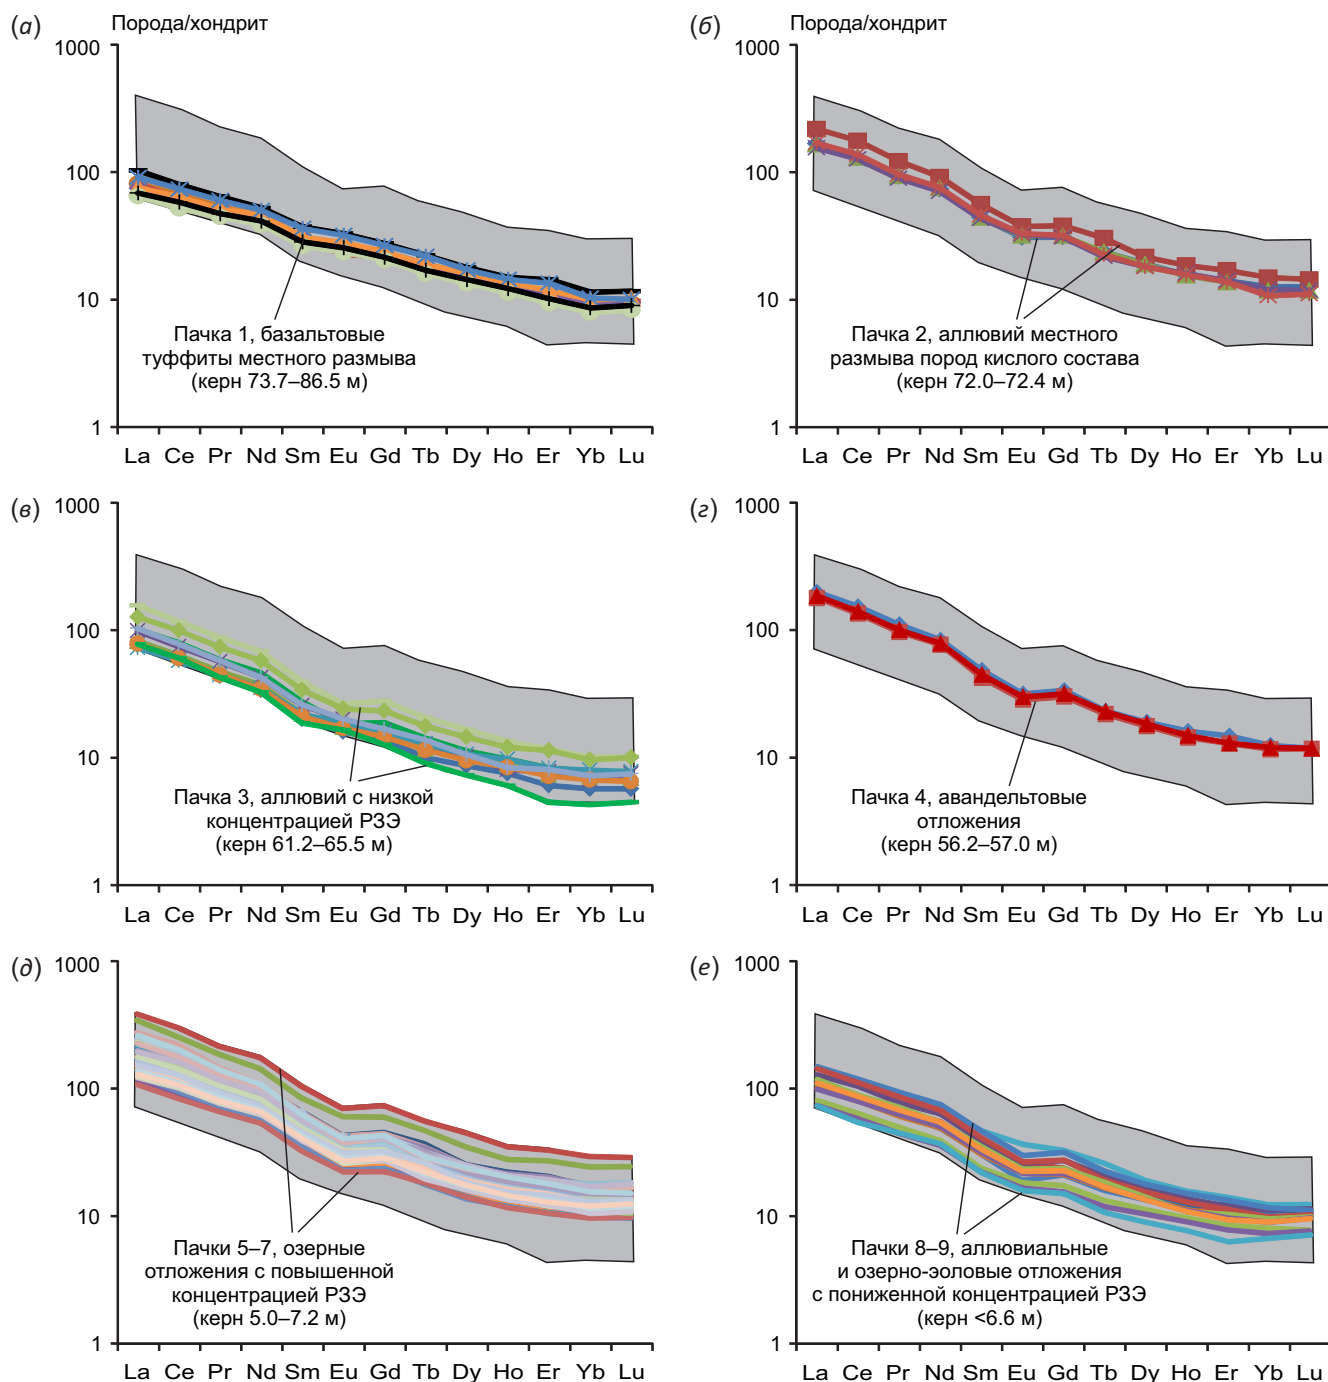 (а) Порода/хондрит
1000
100
10
1
Пачка 1, базальтовые
туффиты местного размыва
(керн 73.7–86.5 м)
La Ce Pr Nd Sm Eu Gd Tb Dy Ho Er Yb Lu
(б) Порода/хондрит
1000
100
10
1
Пачка 2, аллювий местного
размыва пород кислого состава
(керн 72.0–72.4 м)
La Ce Pr Nd Sm Eu Gd Tb Dy Ho Er Yb Lu
(в)
1000
100
10
1
Пачка 3, аллювий с низкой
концентрацией РЗЭ
(керн 61.2–65.5 м)
La Ce Pr Nd Sm Eu Gd Tb Dy Ho Er Yb Lu
(г)
1000
100
10
1
Пачка 4, авандельтовые
отложения
(керн 56.2–57.0 м)
La Ce Pr Nd Sm Eu Gd Tb Dy Ho Er Yb Lu
(д)
1000
100
10
1
Пачки 5–7, озерные
отложения с повышенной
концентрацией РЗЭ
(керн 5.0–7.2 м)
La Ce Pr Nd Sm Eu Gd Tb Dy Ho Er Yb Lu
(е)
1000
100
10
1
Пачки 8–9, аллювиальные
и озерно-эоловые отложения
с пониженной концентрацией РЗЭ
(керн <6.6 м)
La Ce Pr Nd Sm Eu Gd Tb Dy Ho Er Yb Lu